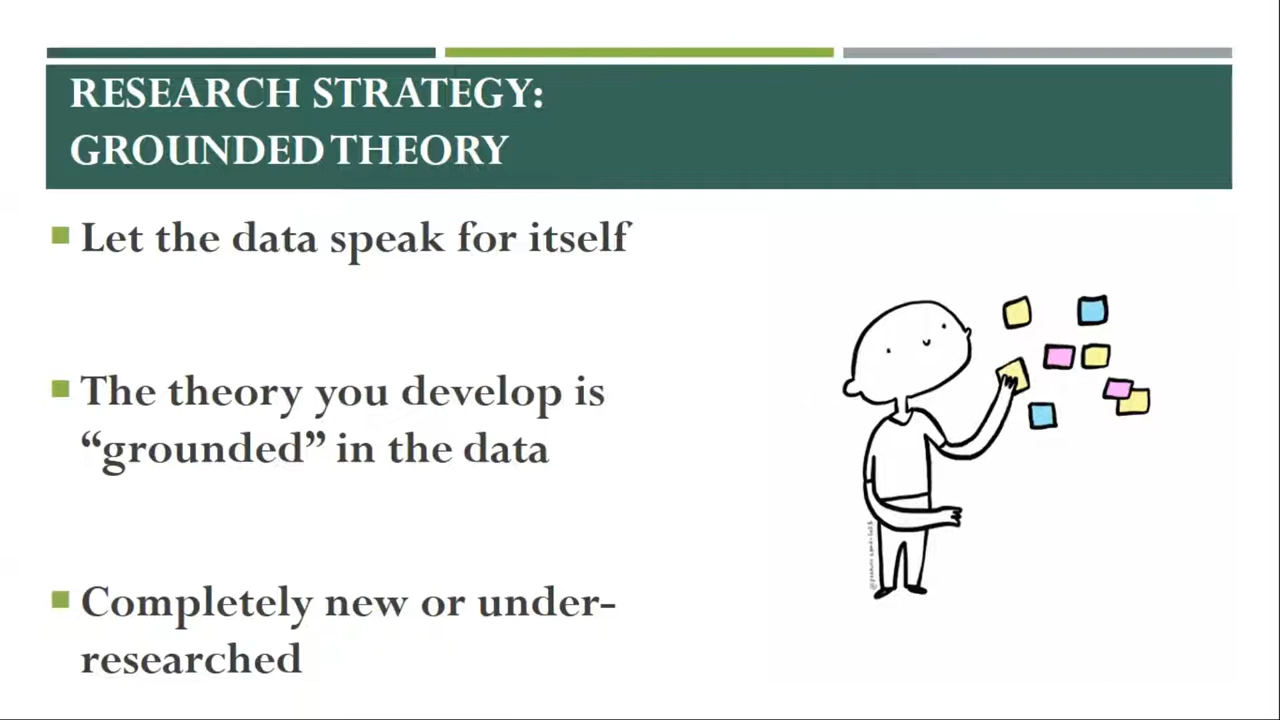 RESEARCH STRATEGY:
GROUNDED THEORY
Let the data speak for itself
The theory you develop is
“grounded” in the data
Completely new or under-
researched